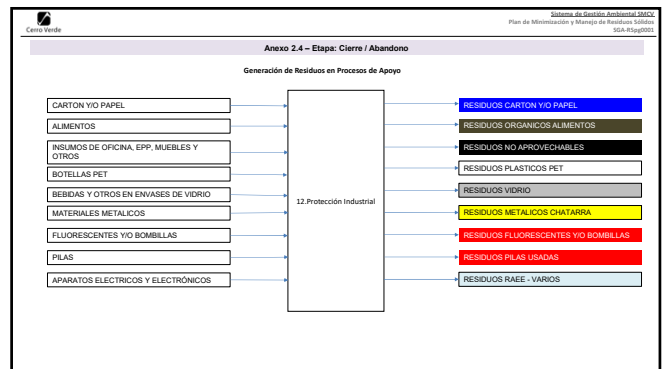 Sistema de Gestión Ambiental SMCV
Plan de Minimización y Manejo de Residuos Sólidos
SGA-RSpg0001
Cerro Verde
Anexo 2.4 – Etapa: Cierre / Abandono
Generación de Residuos en Procesos de Apoyo
CARTON Y/O PAPEL
ALIMENTOS
INSUMOS DE OFICINA, EPP, MUEBLES Y
OTROS
BOTELLAS PET
BEBIDAS Y OTROS EN ENVASES DE VIDRIO
MATERIALES METALICOS
FLUORESCENTES Y/O BOMBILLAS
PILAS
APARATOS ELECTRICOS Y ELECTRÓNICOS
12.Protección Industrial
RESIDUOS CARTON Y/O PAPEL
RESIDUOS ORGANICOS ALIMENTOS
RESIDUOS NO APROVECHABLES
RESIDUOS PLASTICOS PET
RESIDUOS VIDRIO
RESIDUOS METALICOS CHATARRA
RESIDUOS FLUORESCENTES Y/O BOMBILLAS
RESIDUOS PILAS USADAS
RESIDUOS RAEE - VARIOS